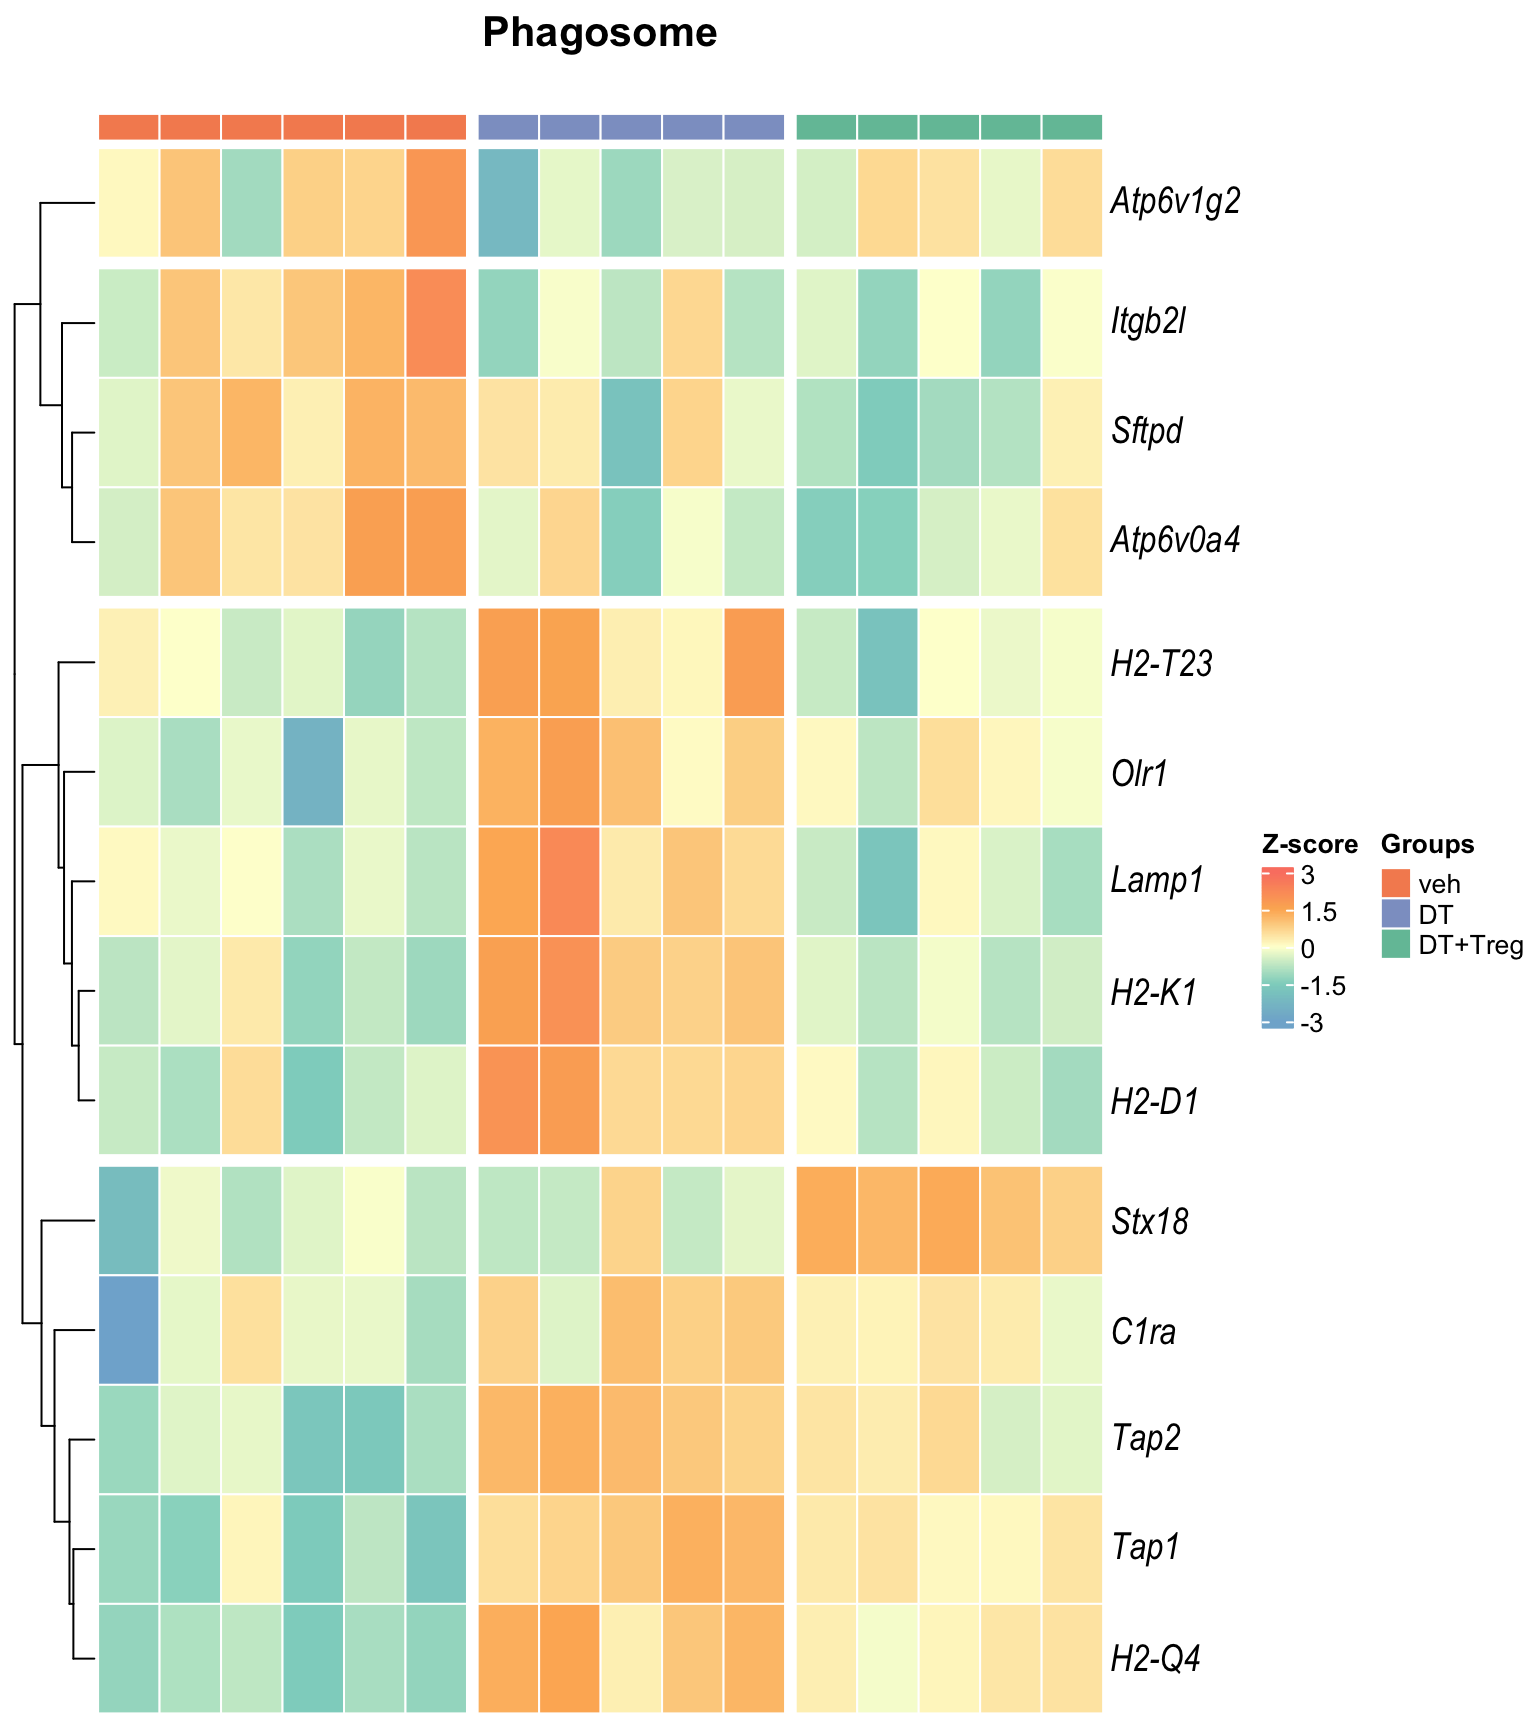 Phagosome
Atp6v1g2
Itgb2l
Sftpd
Atp6v0a4
H2-T23
Olr1
Lamp1
H2-K1
H2-D1
Stx18
C1ra
Tap2
Tap1
H2-Q4
Z-score
3
1.5
0
-1.5
-3
Groups
veh
DT
DT+Treg